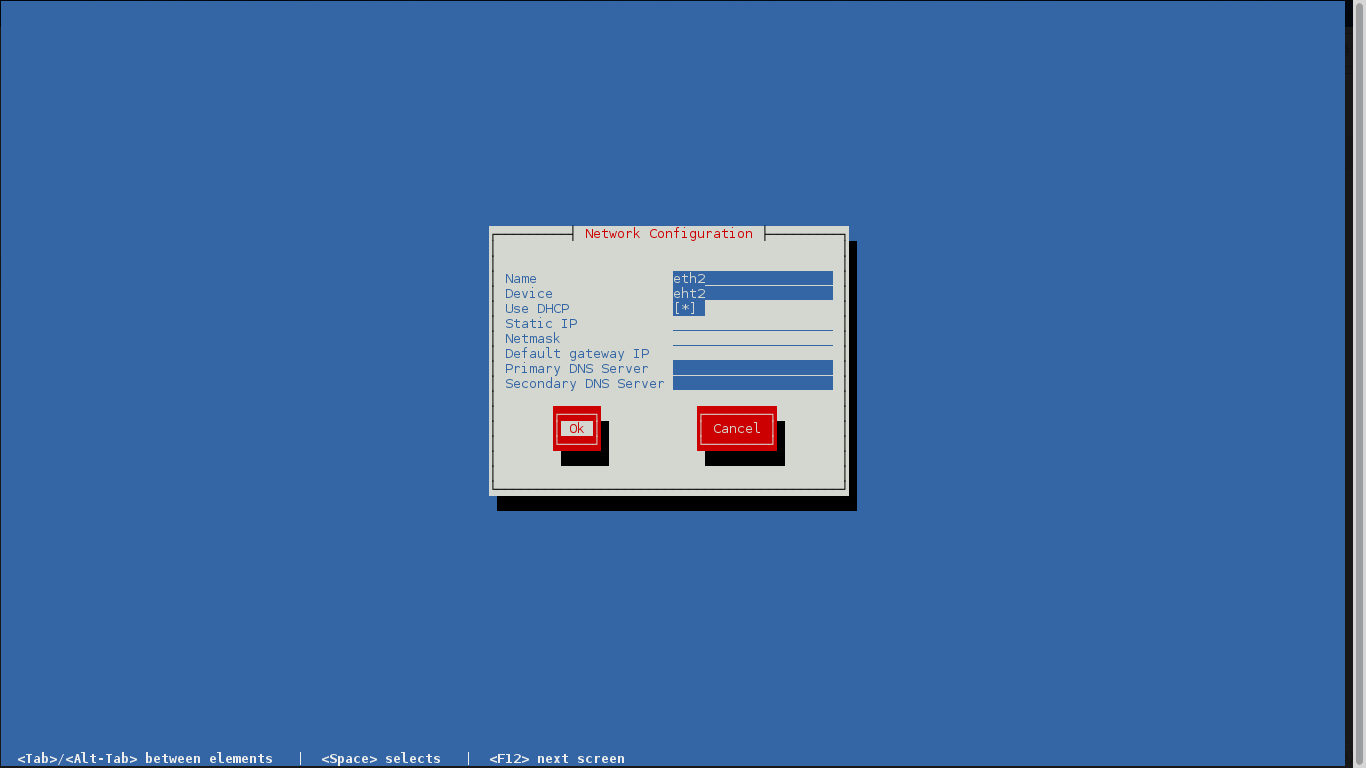 Network Configuration
Name eth2
Device eht2
Use DHCP [*]
Static IP
Netmask
Default gateway IP
Primary DNS Server
Secondary DNS Server
Ok Cancel
<Tab>/<Alt-Tab> between elements | <Space> selects | <F12> next screen